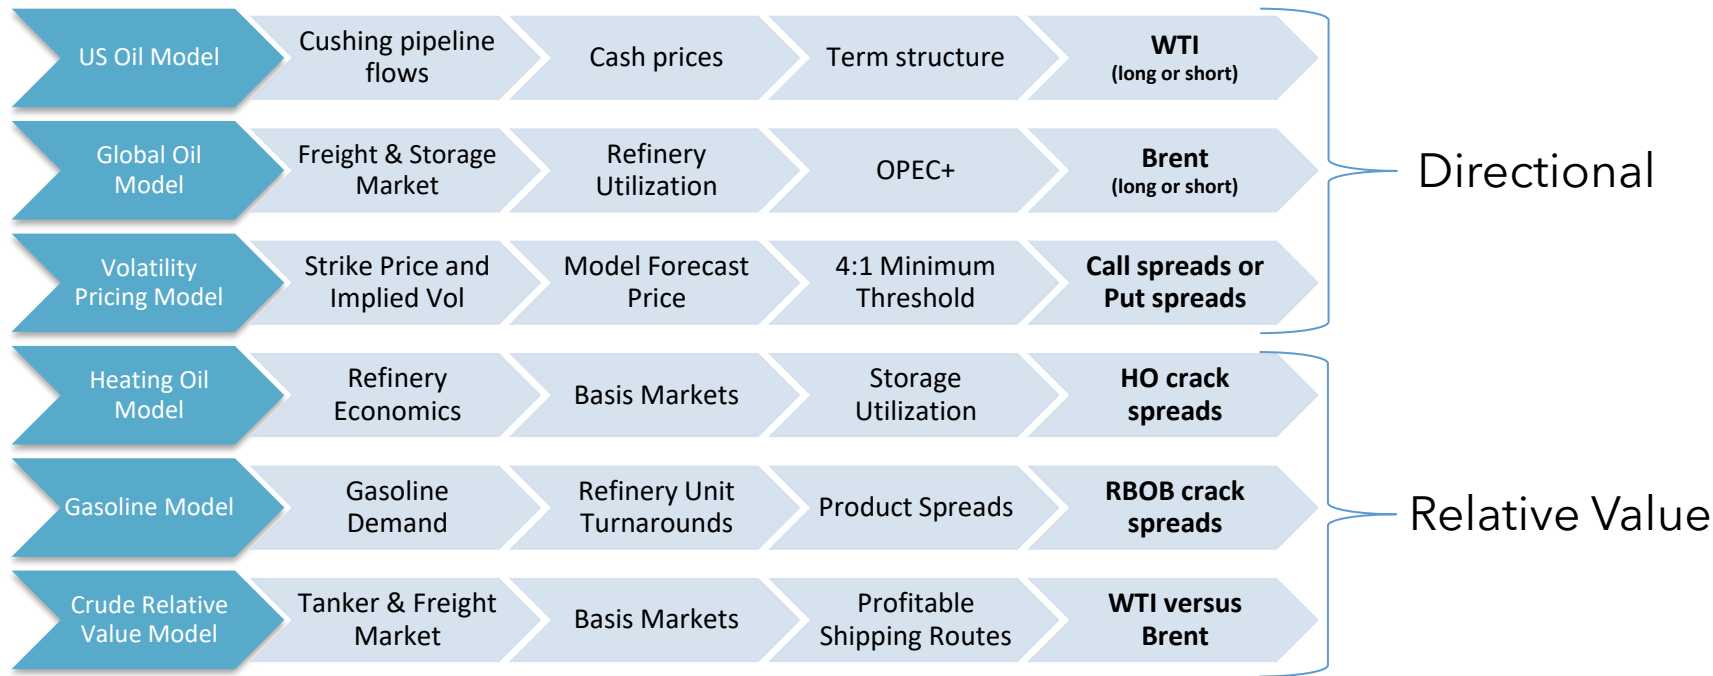 US Oil Model
Cushing pipeline
flows
Cash prices
Term structure
WTI
(long or short)
Global Oil
Model
Freight & Storage
Market
Refinery
Utilization
OPEC+
Brent
(long or short)
Directional
Volatility
Pricing Model
Strike Price and
Implied Vol
Model Forecast
Price
4:1 Minimum
Threshold
Call spreads or
Put spreads
Heating Oil
Model
Refinery
Economics
Basis Markets
Storage
Utilization
HO crack
spreads
Gasoline Model
Gasoline
Demand
Refinery Unit
Turnarounds
Product Spreads
RBOB crack
spreads
Relative Value
Crude Relative
Value Model
Tanker & Freight
Market
Basis Markets
Profitable
Shipping Routes
WTI versus
Brent